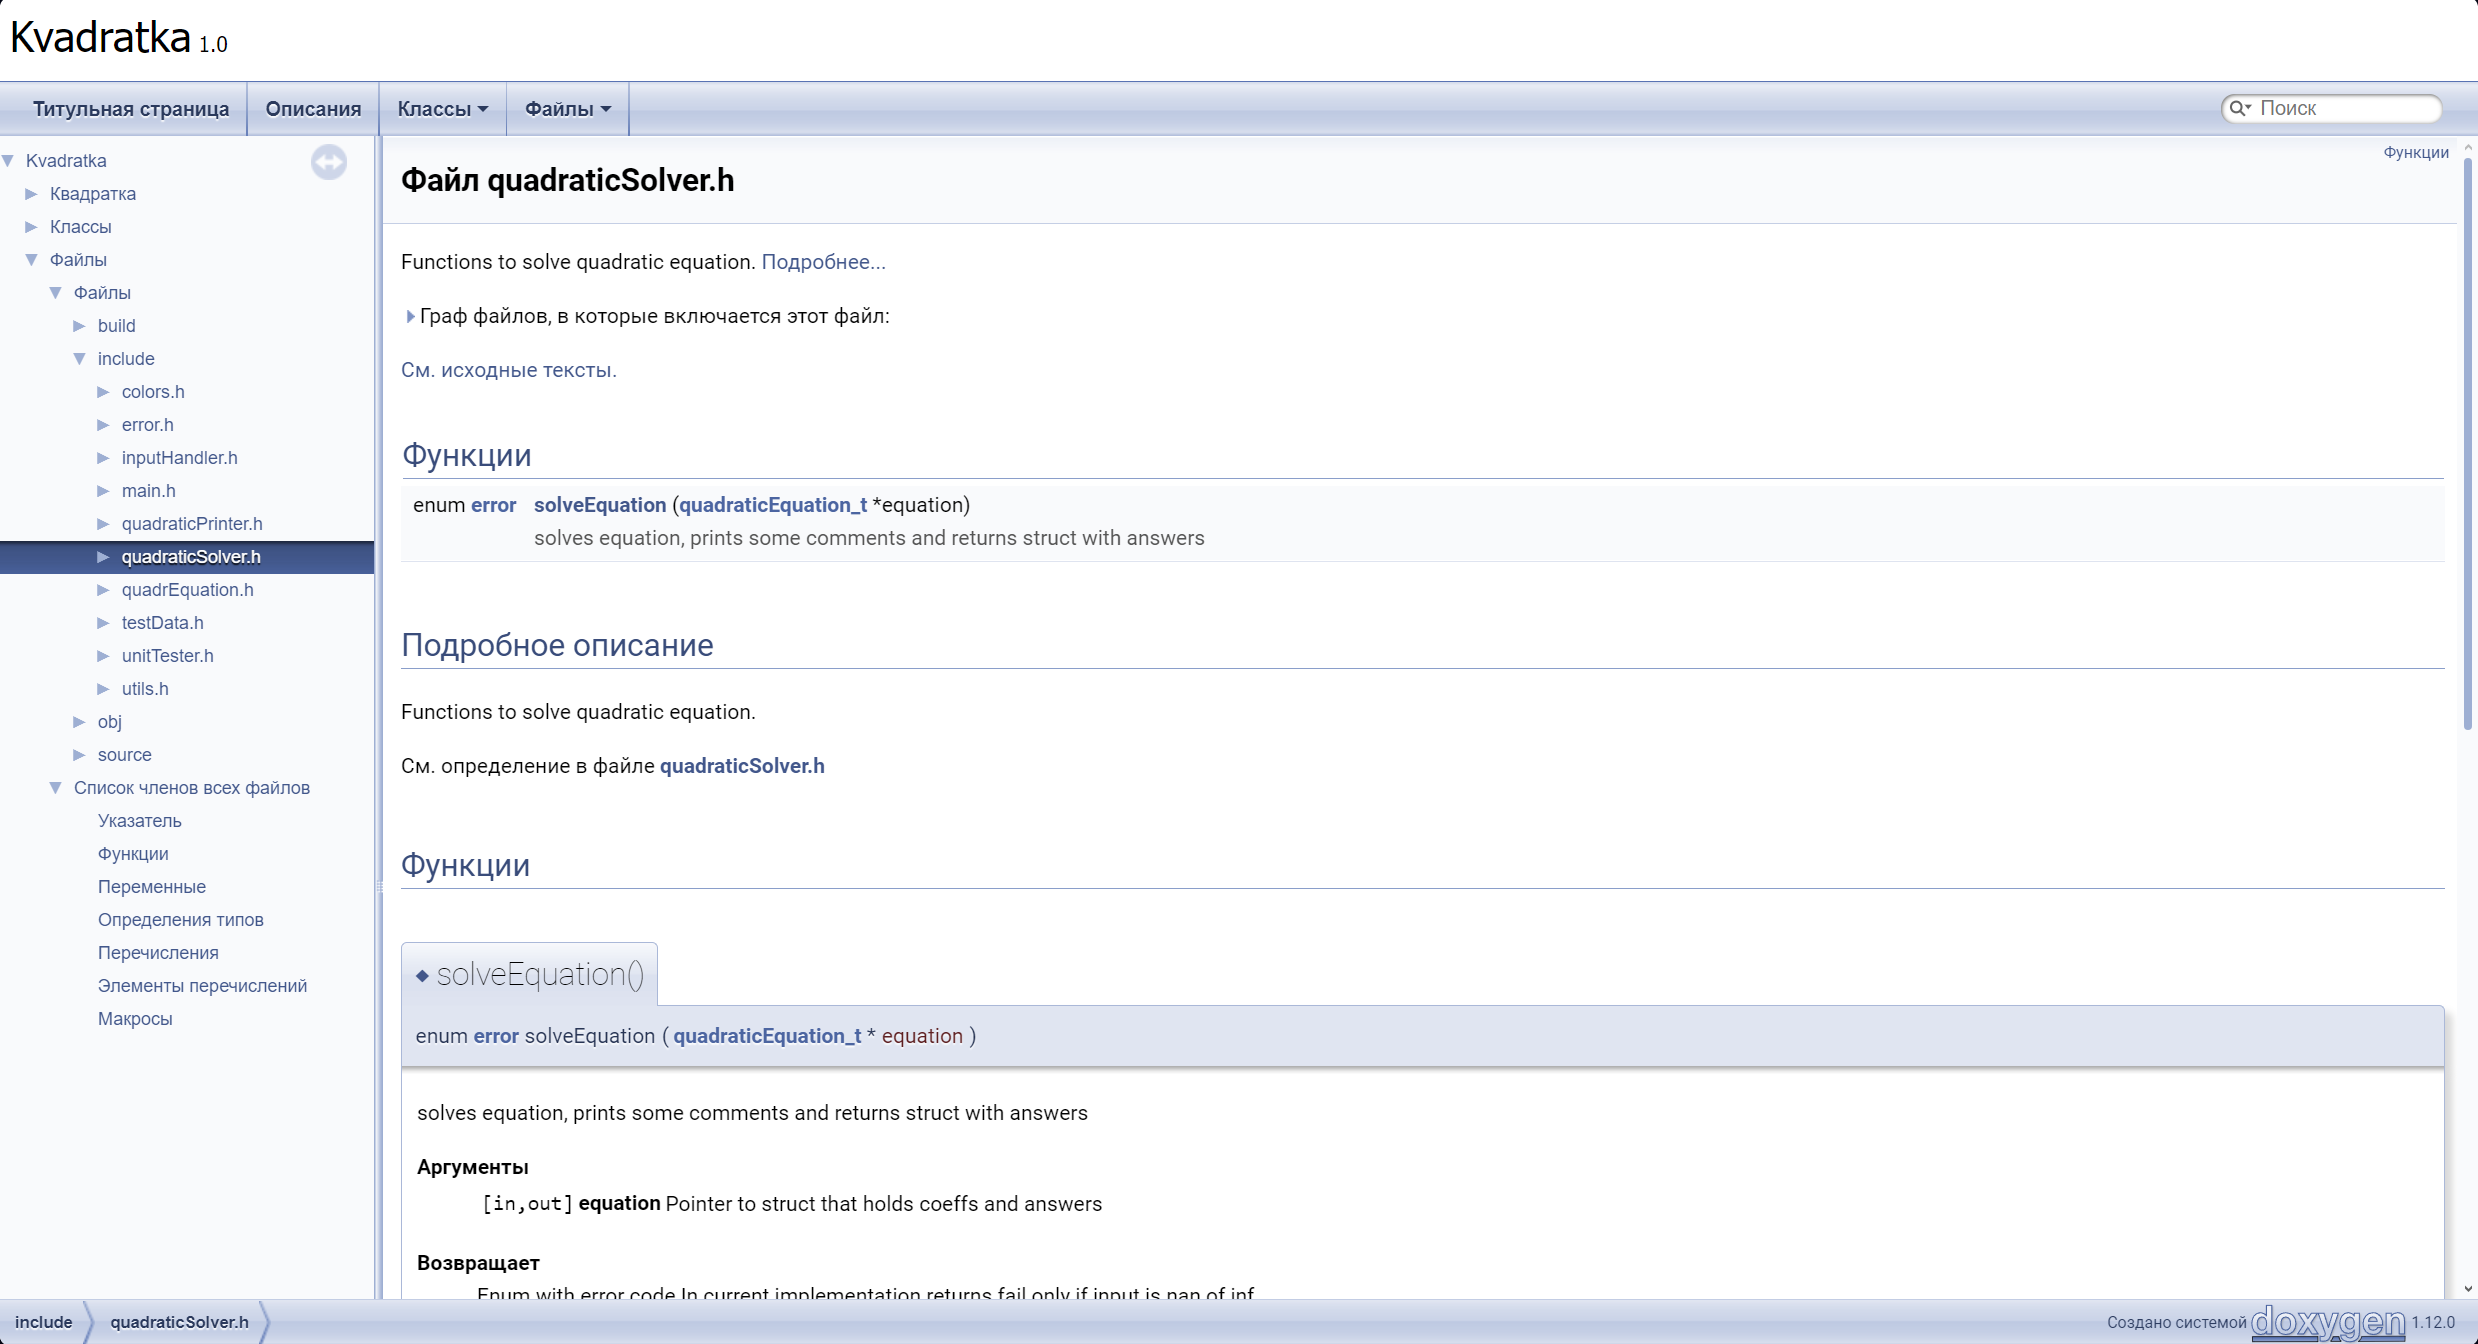 Kvadratka 1.0
Титульная страница Описания Классы Файлы Поиск
Kvadratka
Квадратка
Классы
Файлы
Файлы
build
include
colors.h
error.h
inputHandler.h
main.h
quadraticPrinter.h
quadraticSolver.h
quadrEquation.h
testData.h
unitTester.h
utils.h
obj
source
Список членов всех файлов
Указатель
Функции
Переменные
Определения типов
Перечисления
Элементы перечислений
Макросы
Функции
Файл quadraticSolver.h
Functions to solve quadratic equation. Подробнее...
Граф файлов, в которые включается этот файл:
См. исходные тексты.
Функции
enum error solveEquation (quadraticEquation_t *equation)
solves equation, prints some comments and returns struct with answers
Подробное описание
Functions to solve quadratic equation.
См. определение в файле quadraticSolver.h
Функции
◆ solveEquation()
enum error solveEquation ( quadraticEquation_t * equation )
solves equation, prints some comments and returns struct with answers
Аргументы
[in,out] equation Pointer to struct that holds coeffs and answers
Возвращает
Enum with error code In current implementation returns fail only if input is nan of inf
include quadraticSolver.h
Создано системой doxygen 1.12.0